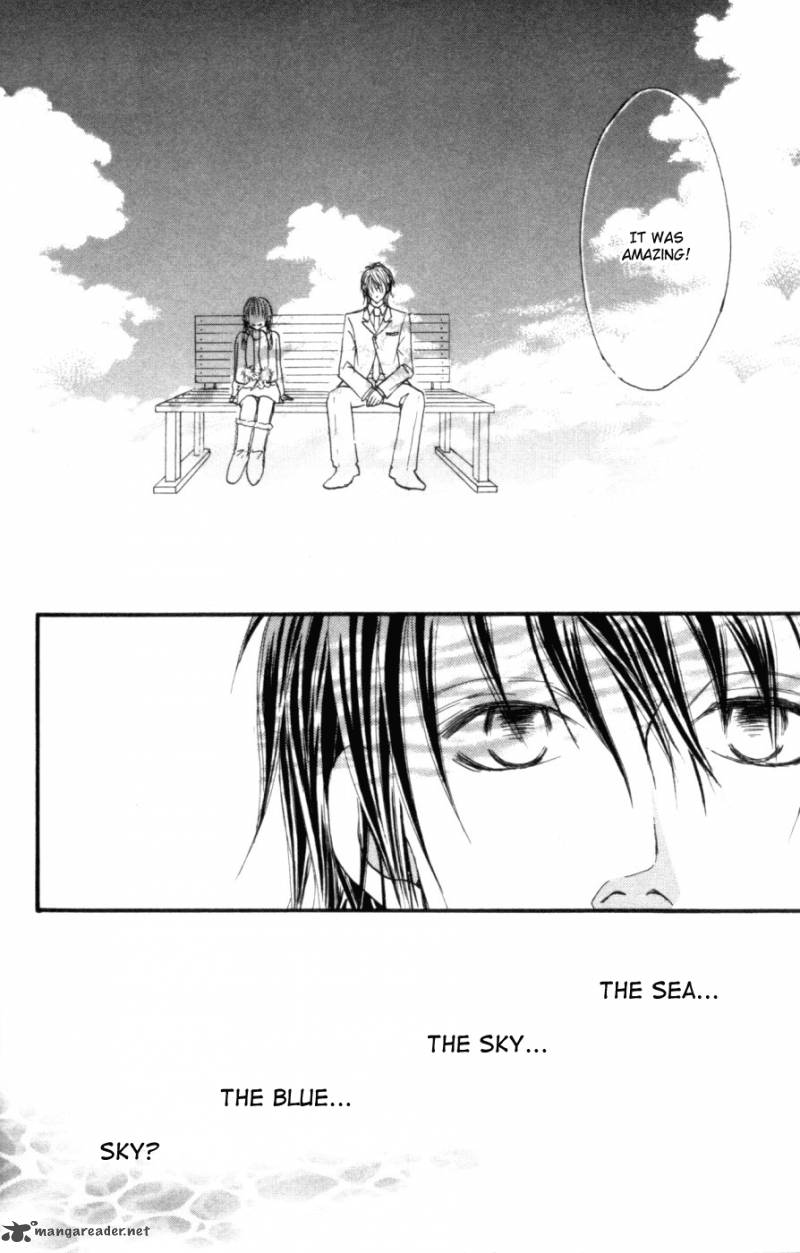 IT WAS
AMAZING!
THE SEA...
THE SKY...
THE BLUE...
SKY?
mangareader.net